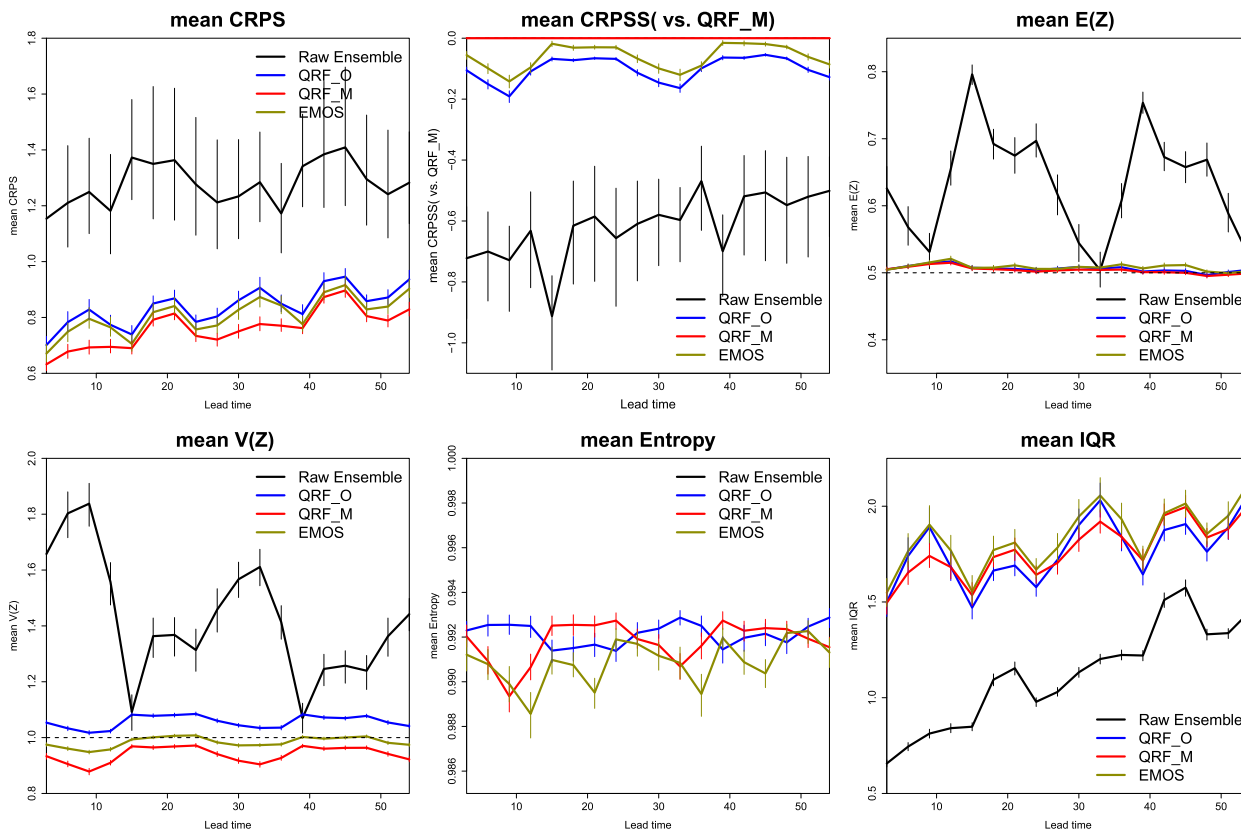 mean CRPS
mean CRPS
1.8
1.6
1.4
1.2
1.0
0.8
0.6
Raw Ensemble
QRF_O
QRF_M
EMOS
10 20 30 40 50
Lead time
mean CRPSS( vs. QRF_M)
mean CRPSS( vs. QRF_M)
0.0
−0.2
−0.4
−0.6
−0.8
−1.0
Raw Ensemble
QRF_O
QRF_M
EMOS
10 20 30 40 50
Lead time
mean E(Z)
mean E(Z)
0.8
0.7
0.6
0.5
0.4
Raw Ensemble
QRF_O
QRF_M
EMOS
10 20 30 40 50
Lead time
mean V(Z)
mean V(Z)
2.0
1.8
1.6
1.4
1.2
1.0
0.8
Raw Ensemble
QRF_O
QRF_M
EMOS
10 20 30 40 50
Lead time
mean Entropy
mean Entropy
1.000
0.998
0.996
0.994
0.992
0.990
0.988
0.986
Raw Ensemble
QRF_O
QRF_M
EMOS
10 20 30 40 50
Lead time
mean IQR
mean IQR
2.0
1.5
1.0
0.5
Raw Ensemble
QRF_O
QRF_M
EMOS
10 20 30 40 50
Lead time